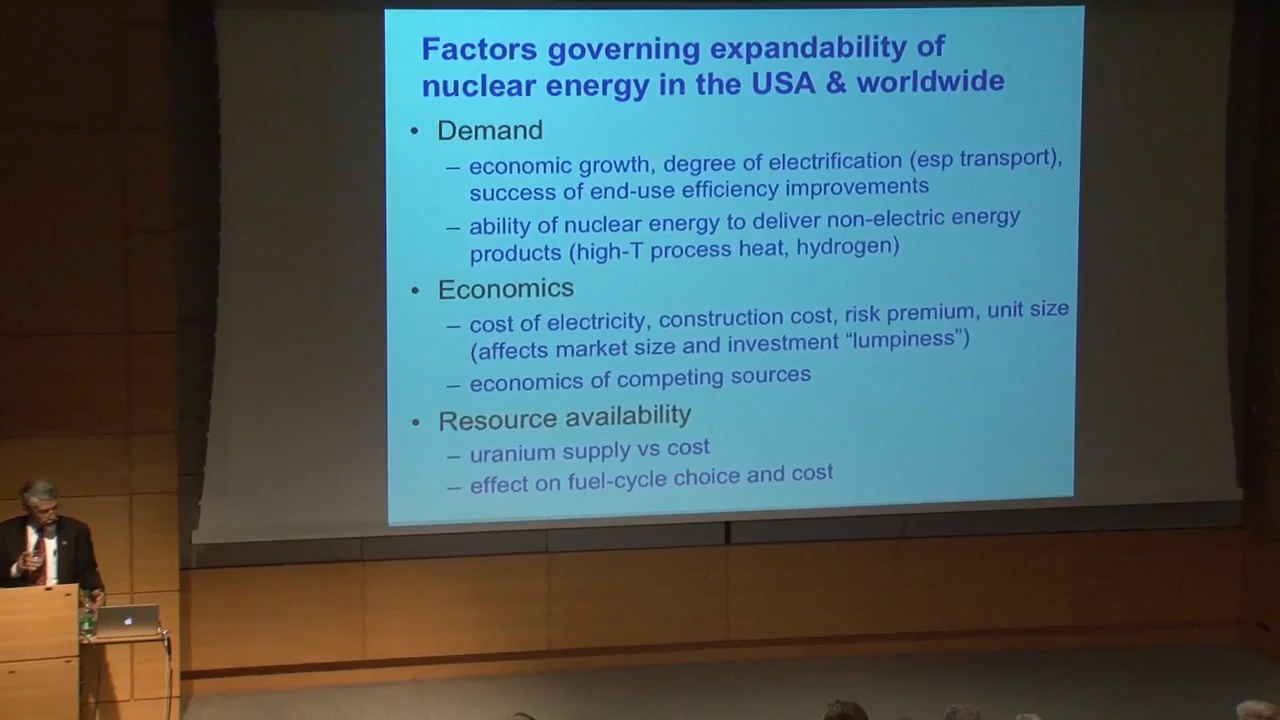 Factors governing expandability of
nuclear energy in the USA & worldwide
• Demand
– economic growth, degree of electrification (esp transport),
success of end-use efficiency improvements
– ability of nuclear energy to deliver non-electric energy
products (high-T process heat, hydrogen)
• Economics
– cost of electricity, construction cost, risk premium, unit size
(affects market size and investment “lumpiness”)
– economics of competing sources
• Resource availability
– uranium supply vs cost
– effect on fuel-cycle choice and cost